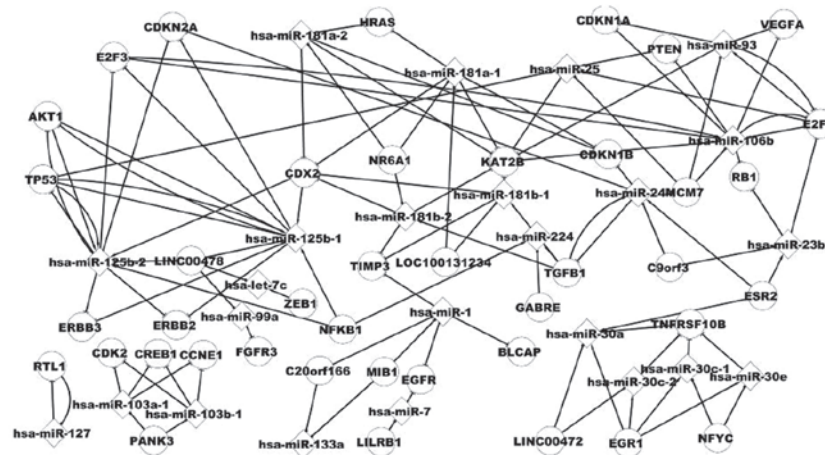 CDKN2A
hsa-miR-181a-2
HRAS
CDKN1A
VEGFA
PTEN
hsa-miR-93
E2F3
hsa-miR-181a-1
hsa-miR-25
AKT1
E2F
hsa-miR-106b
NR6A1
KAT2B
CDKN1B
TP53
CDX2
RB1
hsa-miR-181b-1
hsa-miR-24
MCM7
hsa-miR-181b-2
hsa-miR-125b-1
hsa-miR-224
hsa-miR-23b
hsa-miR-125b-2
LINC00478
TIMP3
LOC100131234
TGFB1
C9orf3
hsa-let-7c
ZEB1
ESR2
hsa-miR-99a
GABRE
ERBB3
ERBB2
NFKB1
hsa-miR-1
TNFRSF10B
hsa-miR-30a
FGFR3
BLCAP
CDK2
CREB1
CCNE1
RTL1
C20orf166
MIB1
EGFR
hsa-miR-30c-1
hsa-miR-30c-2
hsa-miR-30e
hsa-miR-103a-1
hsa-miR-103b-1
hsa-miR-7
hsa-miR-127
PANK3
hsa-miR-133a
LILRB1
LINC00472
EGR1
NFYC